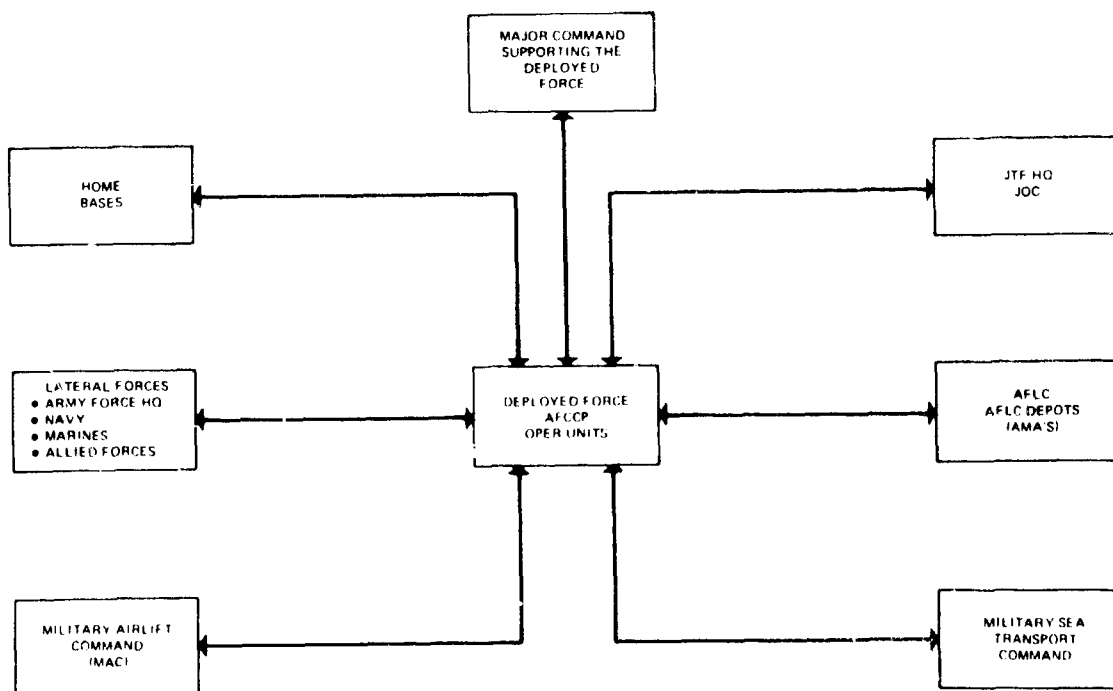 MAJOR COMMAND
SUPPORTING THE
DEPLOYED
FORCE
HOME
BASES
JTF HQ
JOC
LATERAL FORCES
● ARMY FORCE HQ
● NAVY
● MARINES
● ALLIED FORCES
DEPLOYED FORCE
AFCCP
OPER UNITS
AFLC
AFLC DEPOTS
(AMA'S)
MILITARY AIRLIFT
COMMAND
(MAC)
MILITARY SEA
TRANSPORT
COMMAND